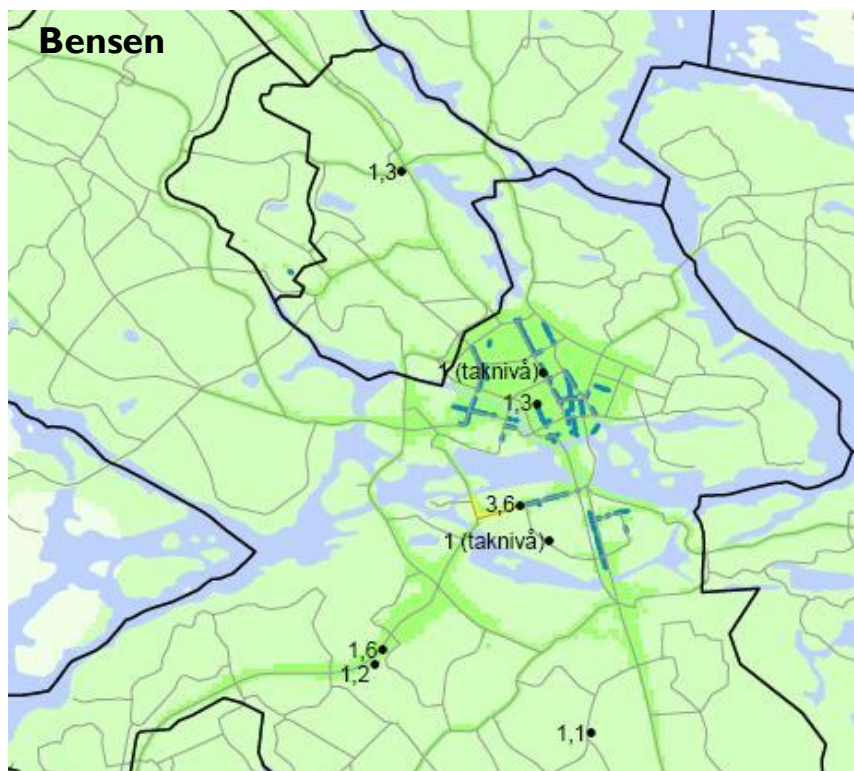 Bensen
1,3
1 (taknivå)
1,3
3,6
1 (taknivå)
1,6
1,2
1,1